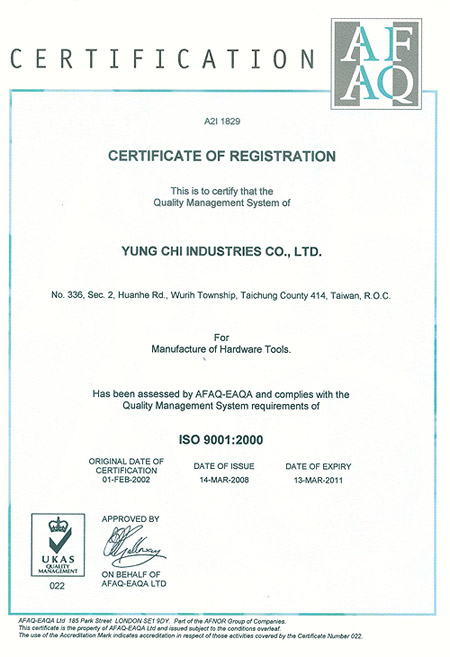 CERTIFICATION
AF
AQ
A2I 1829
CERTIFICATE OF REGISTRATION
This is to certify that the
Quality Management System of
YUNG CHI INDUSTRIES CO., LTD.
No. 336, Sec. 2, Huanhe Rd., Wurih Township, Taichung County 414, Taiwan, R.O.C.
For
Manufacture of Hardware Tools.
Has been assessed by AFAQ-EAQA and complies with the
Quality Management System requirements of
ISO 9001:2000
ORIGINAL DATE OF
CERTIFICATION
01-FEB-2002
DATE OF ISSUE
14-MAR-2008
DATE OF EXPIRY
13-MAR-2011
UKAS
QUALITY
MANAGEMENT
022
APPROVED BY
ON BEHALF OF
AFAQ-EAQA LTD
AFAQ-EAQA Ltd 185 Park Street LONDON SE1 9DY. Part of the AFNOR Group of Companies.
This certificate is the property of AFAQ-EAQA Ltd and issued subject to the conditions overleaf.
The use of the Accreditation Mark indicates accreditation in respect of those activities covered by the Certificate Number 022.